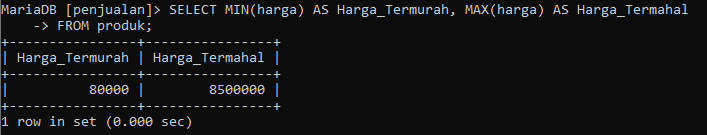 MariaDB [penjualan]> SELECT MIN(harga) AS Harga_Termurah, MAX(harga) AS Harga_Termahal
    -> FROM produk;
+----------------+----------------+
| Harga_Termurah | Harga_Termahal |
+----------------+----------------+
|          80000 |        8500000 |
+----------------+----------------+
1 row in set (0.000 sec)